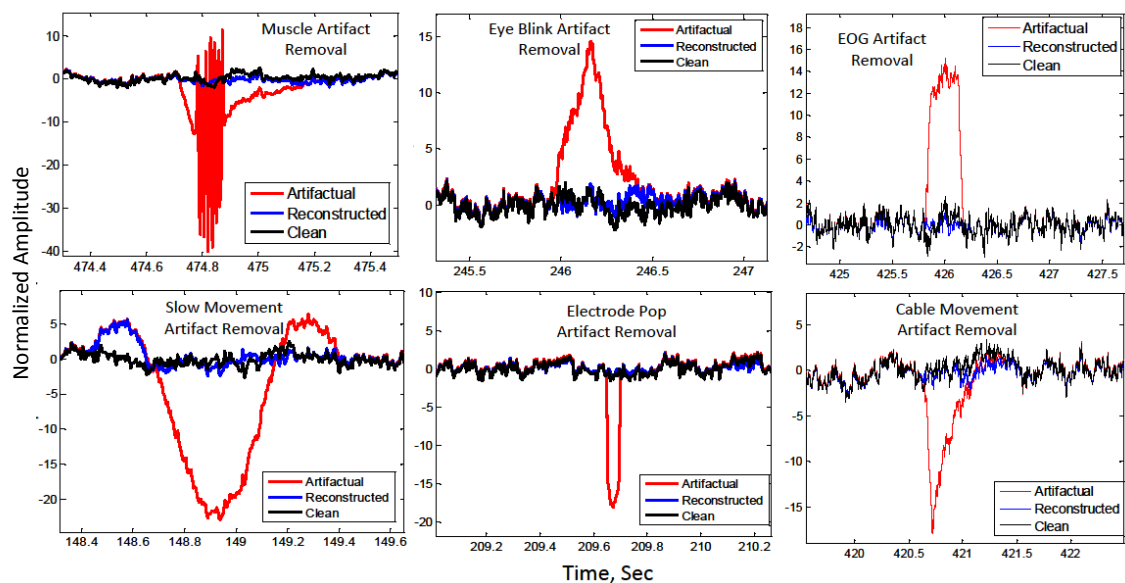 Muscle Artifact
Removal
10
0
-10
-20
-30
-40
Artifactual
Reconstructed
Clean
474.4
474.6
474.8
475
475.2
475.4
Eye Blink Artifact
Removal
Artifactual
Reconstructed
Clean
15
10
5
0
245.5
246
246.5
247
EOG Artifact
Removal
Artifactual
Reconstructed
Clean
18
16
14
12
10
8
6
4
2
0
-2
425
425.5
426
426.5
427
427.5
Normalized Amplitude
Slow Movement
Artifact Removal
5
0
-5
-10
-15
-20
Artifactual
Reconstructed
Clean
148.4
148.6
148.8
149
149.2
149.4
149.6
Electrode Pop
Artifact Removal
10
5
0
-5
-10
-15
-20
Artifactual
Reconstructed
Clean
209.2
209.4
209.6
209.8
210
210.2
Cable Movement
Artifact Removal
5
0
-5
-10
-15
Artifactual
Reconstructed
Clean
420
420.5
421
421.5
422
Time, Sec